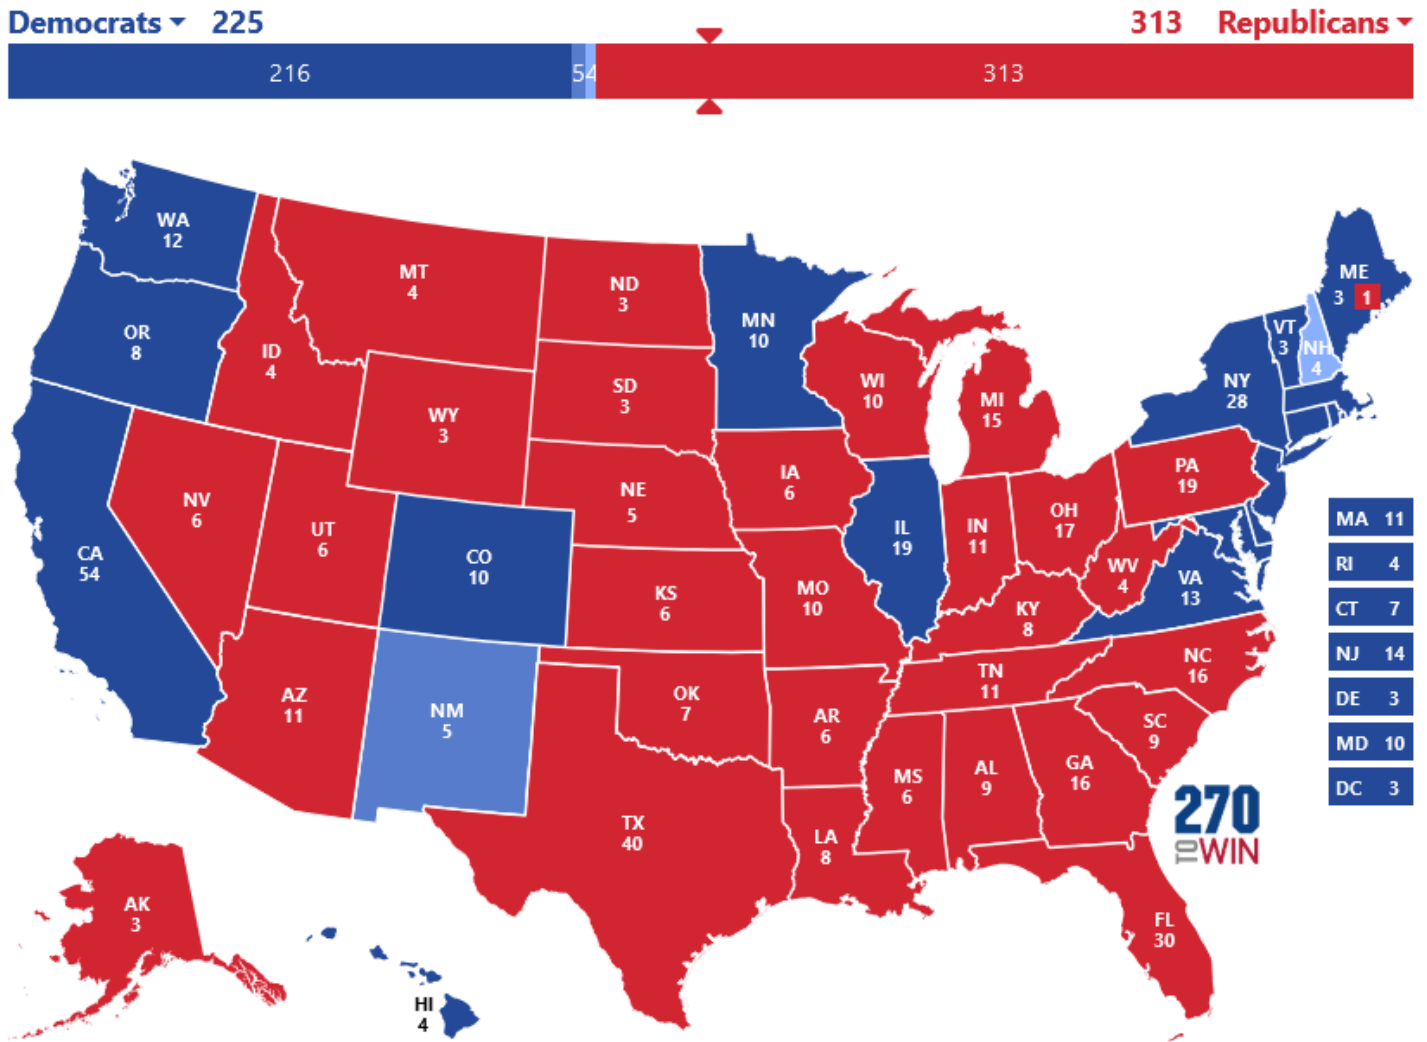 Democrats 225
313 Republicans
216
54
313
WA
12
OR
8
CA
54
ID
4
NV
6
MT
4
WY
3
UT
6
CO
10
AZ
11
NM
5
ND
3
SD
3
NE
5
KS
6
OK
7
TX
40
MN
10
IA
6
MO
10
AR
6
LA
8
WI
10
IL
19
MI
15
IN
11
OH
17
KY
8
TN
11
MS
6
AL
9
GA
16
FL
30
SC
9
NC
16
VA
13
WV
4
PA
19
NY
28
VT
3
NH
4
ME
3 1
MA 11
RI 4
CT 7
NJ 14
DE 3
MD 10
DC 3
AK
3
HI
4
270
TO WIN